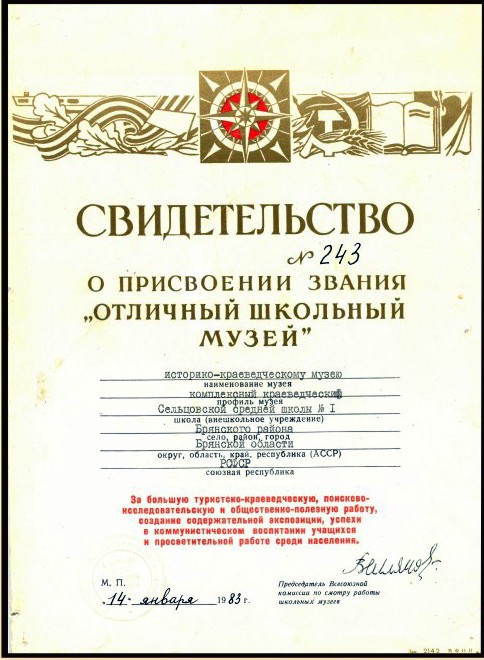 СВИДЕТЕЛЬСТВО
№ 243
О ПРИСВОЕНИИ ЗВАНИЯ
„ОТЛИЧНЫЙ ШКОЛЬНЫЙ
МУЗЕЙ”
историко-краеведческому музею
наименование музея
комплексный краеведческий
профиль музея
Сельцовской средней школы № I
школа (внешкольное учреждение)
Брянского района
село, район, город
Брянской области
округ, область, край, республика (АССР)
РСФСР
союзная республика
За большую туристско-краеведческую, поисково-
исследовательскую и общественно-полезную работу,
создание содержательной экспозиции, успехи
в коммунистическом воспитании учащихся
и просветительной работе среди населения.
М. П.
„14“ января 1983 г.
Председатель Всесоюзной
комиссии по смотру работы
школьных музеев